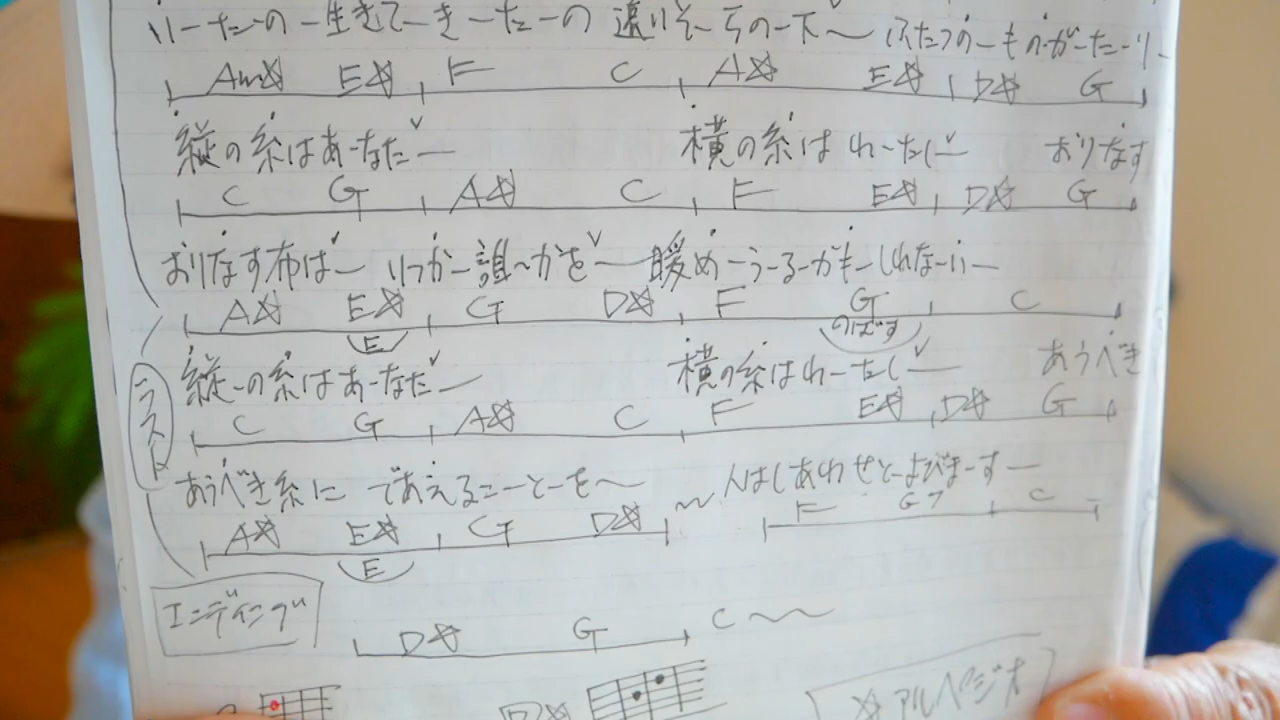 いーたーの 生きてーきーたーの 遠いそーらの一下〜 ふたつのーものがーたーりー
Am☆ E☆ F C A☆ E☆ D☆ G
縦の糸はあーなたー 横の糸は わーたしー おりなす
C G A☆ C F E☆ D☆ G
おりなす布はー いつかー誰〜かを〜 暖めーうーるーかもーしれなーいー
A☆ E☆ G D☆ F G C
E のばす
縦ーの糸はあーなたー 横の糸はわーたしー あうべき
C G A☆ C F E☆ D☆ G
ラスト
あうべき糸に であえることーを〜 〜人はしあわせとーよびまーすー
A☆ E☆ G D☆ F G7 C
E
エンディング
D☆ G C〜〜
D☆
☆アルペジオ